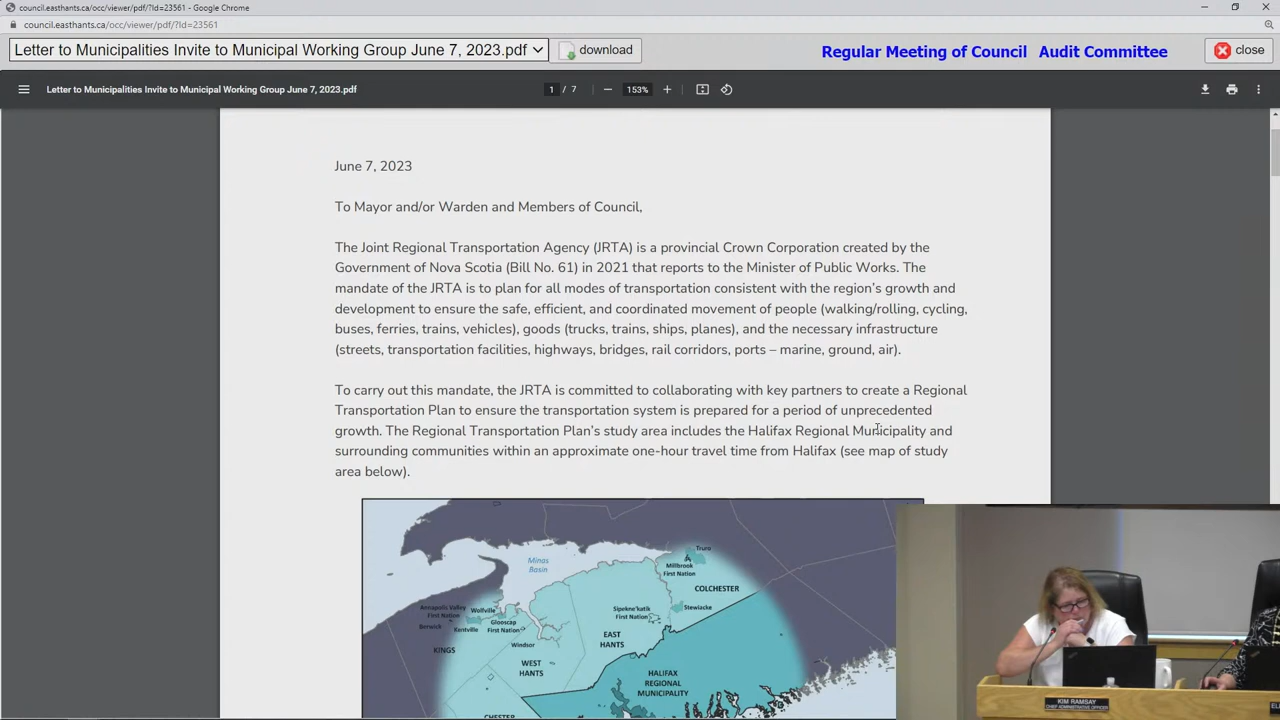 council.easthants.ca/occ/viewer/pdf/?Id=23561 - Google Chrome
council.easthants.ca/occ/viewer/pdf/?Id=23561
Letter to Municipalities Invite to Municipal Working Group June 7, 2023.pdf
download
Regular Meeting of Council Audit Committee
close
Letter to Municipalities Invite to Municipal Working Group June 7, 2023.pdf
1 / 7
153%
June 7, 2023
To Mayor and/or Warden and Members of Council,
The Joint Regional Transportation Agency (JRTA) is a provincial Crown Corporation created by the
Government of Nova Scotia (Bill No. 61) in 2021 that reports to the Minister of Public Works. The
mandate of the JRTA is to plan for all modes of transportation consistent with the region's growth and
development to ensure the safe, efficient, and coordinated movement of people (walking/rolling, cycling,
buses, ferries, trains, vehicles), goods (trucks, trains, ships, planes), and the necessary infrastructure
(streets, transportation facilities, highways, bridges, rail corridors, ports – marine, ground, air).
To carry out this mandate, the JRTA is committed to collaborating with key partners to create a Regional
Transportation Plan to ensure the transportation system is prepared for a period of unprecedented
growth. The Regional Transportation Plan's study area includes the Halifax Regional Municipality and
surrounding communities within an approximate one-hour travel time from Halifax (see map of study
area below).
Minas
Basin
Truro
Millbrook
First Nation
COLCHESTER
Annapolis Valley
First Nation
Wolfville
Berwick
Kentville
Glooscap
First Nation
Sipekne'katik
First Nation
Stewiacke
KINGS
Windsor
EAST
HANTS
WEST
HANTS
HALIFAX
REGIONAL
MUNICIPALITY
CHESTER
KIM RAMSAY
CHIEF ADMINISTRATIVE OFFICER